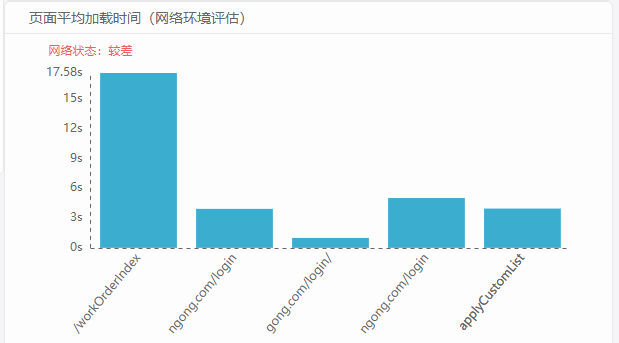 页面平均加载时间（网络环境评估）
网络状态：较差
17.58s
15s
12s
9s
6s
3s
0s
/workOrderIndex
ngong.com/login
gong.com/login/
ngong.com/login
applyCustomList